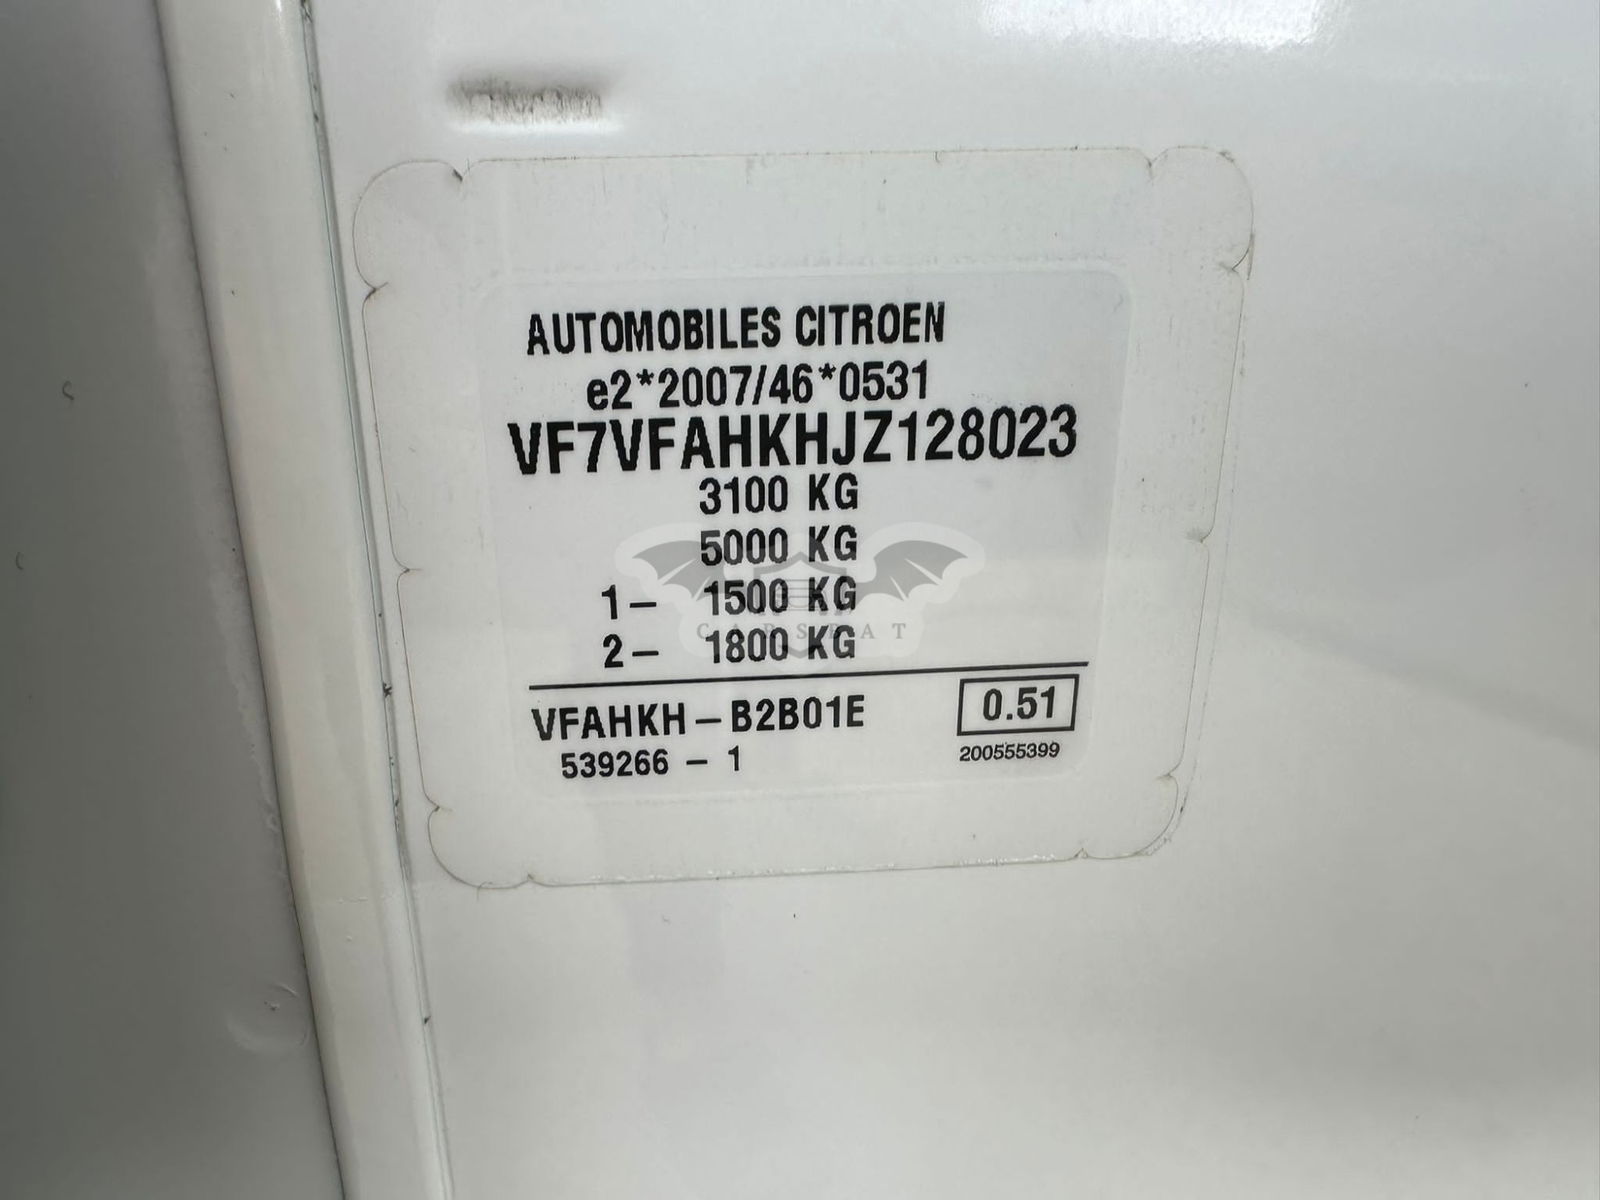 AUTOMOBILES CITROEN
e2*2007/46*0531
VF7VFAHKHJZ128023
3100 KG
5000 KG
1- 1500 KG
CARSBAT
2- 1800 KG
VFAHKH-B2B01E 0.51
539266 - 1 200555399